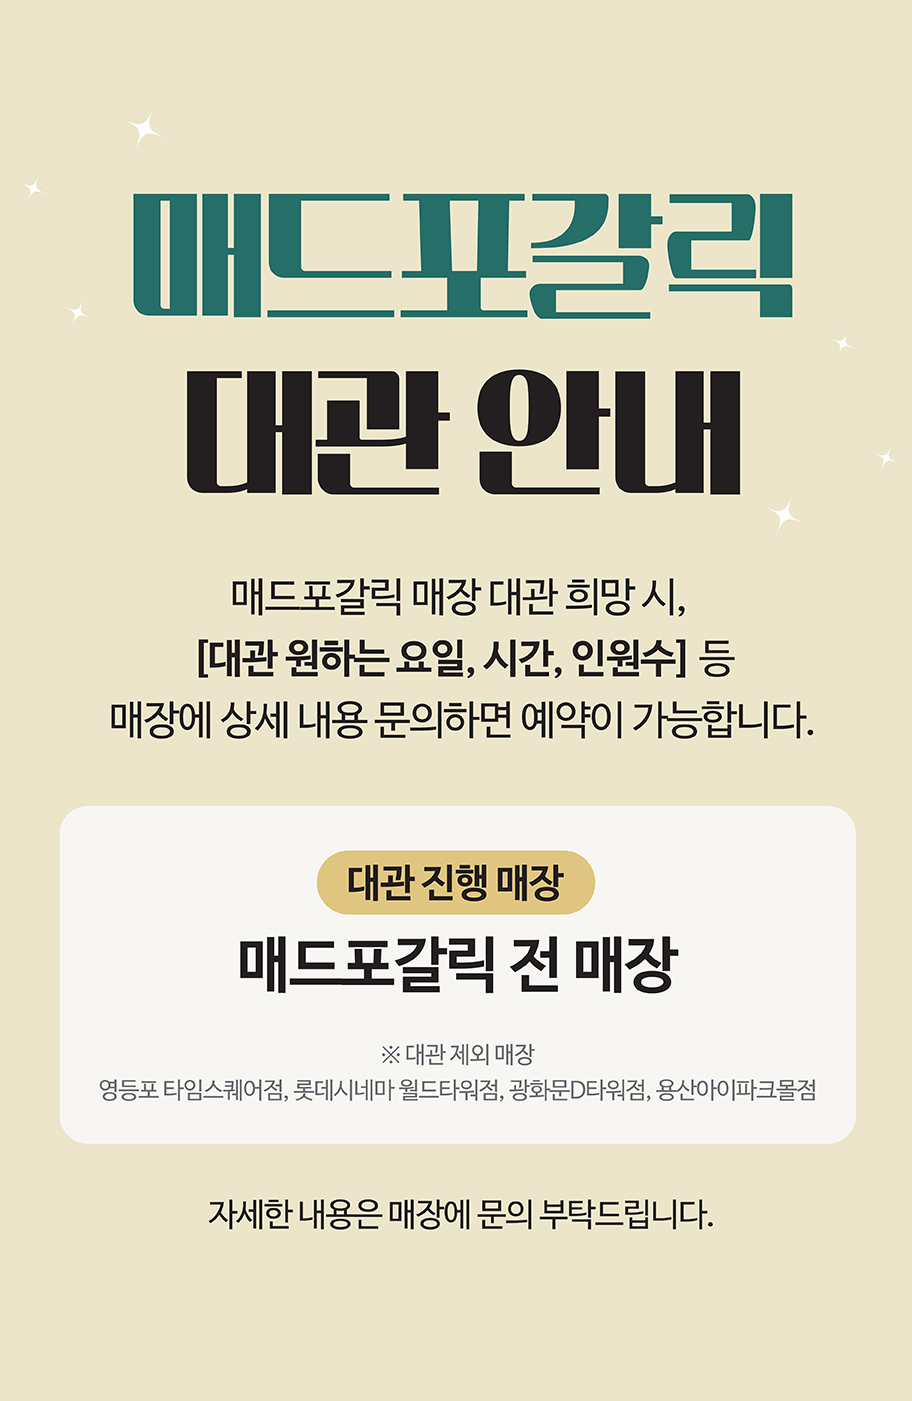 매드포갈릭
대관 안내
매드포갈릭 매장 대관 희망 시,
[대관 원하는 요일, 시간, 인원수] 등
매장에 상세 내용 문의하면 예약이 가능합니다.
대관 진행 매장
매드포갈릭 전 매장
※ 대관 제외 매장
영등포 타임스퀘어점, 롯데시네마 월드타워점, 광화문D타워점, 용산아이파크몰점
자세한 내용은 매장에 문의 부탁드립니다.